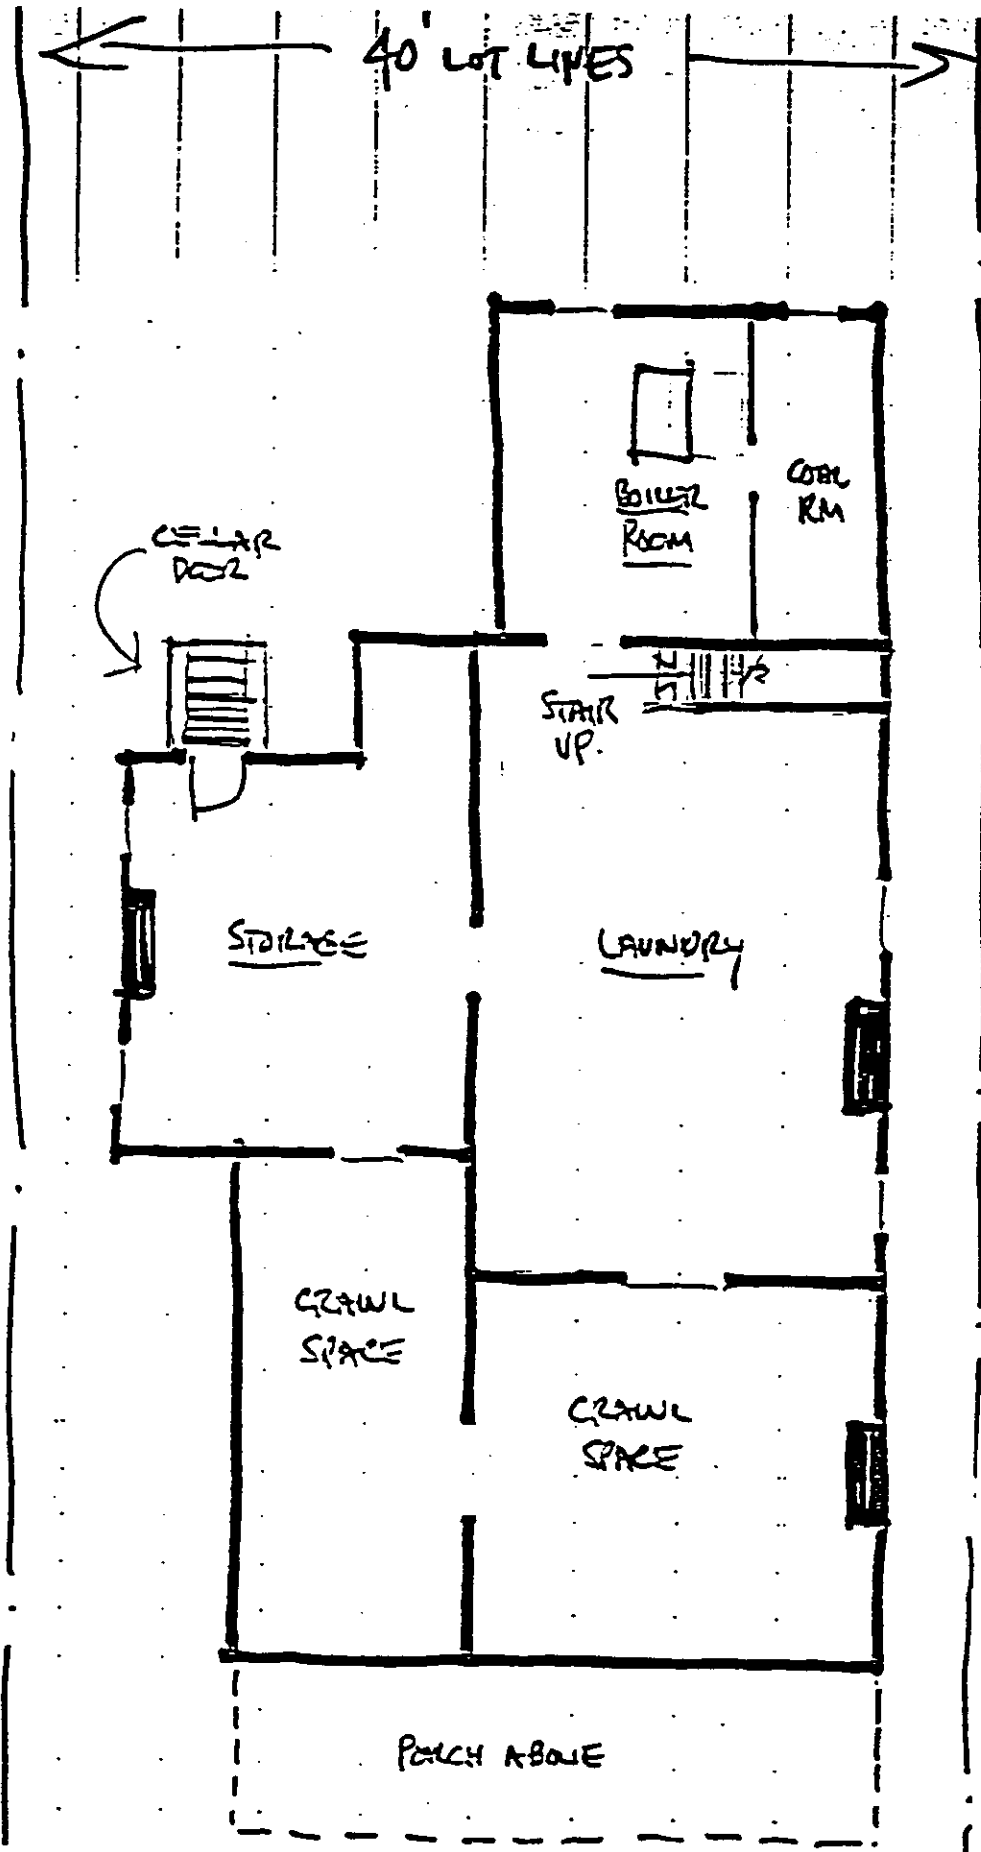 40' LOT LINES
BOILER
ROOM
COAL
RM
CELLAR
DOOR
STAIR
UP.
STORAGE
LAUNDRY
CRAWL
SPACE
CRAWL
SPACE
PORCH ABOVE